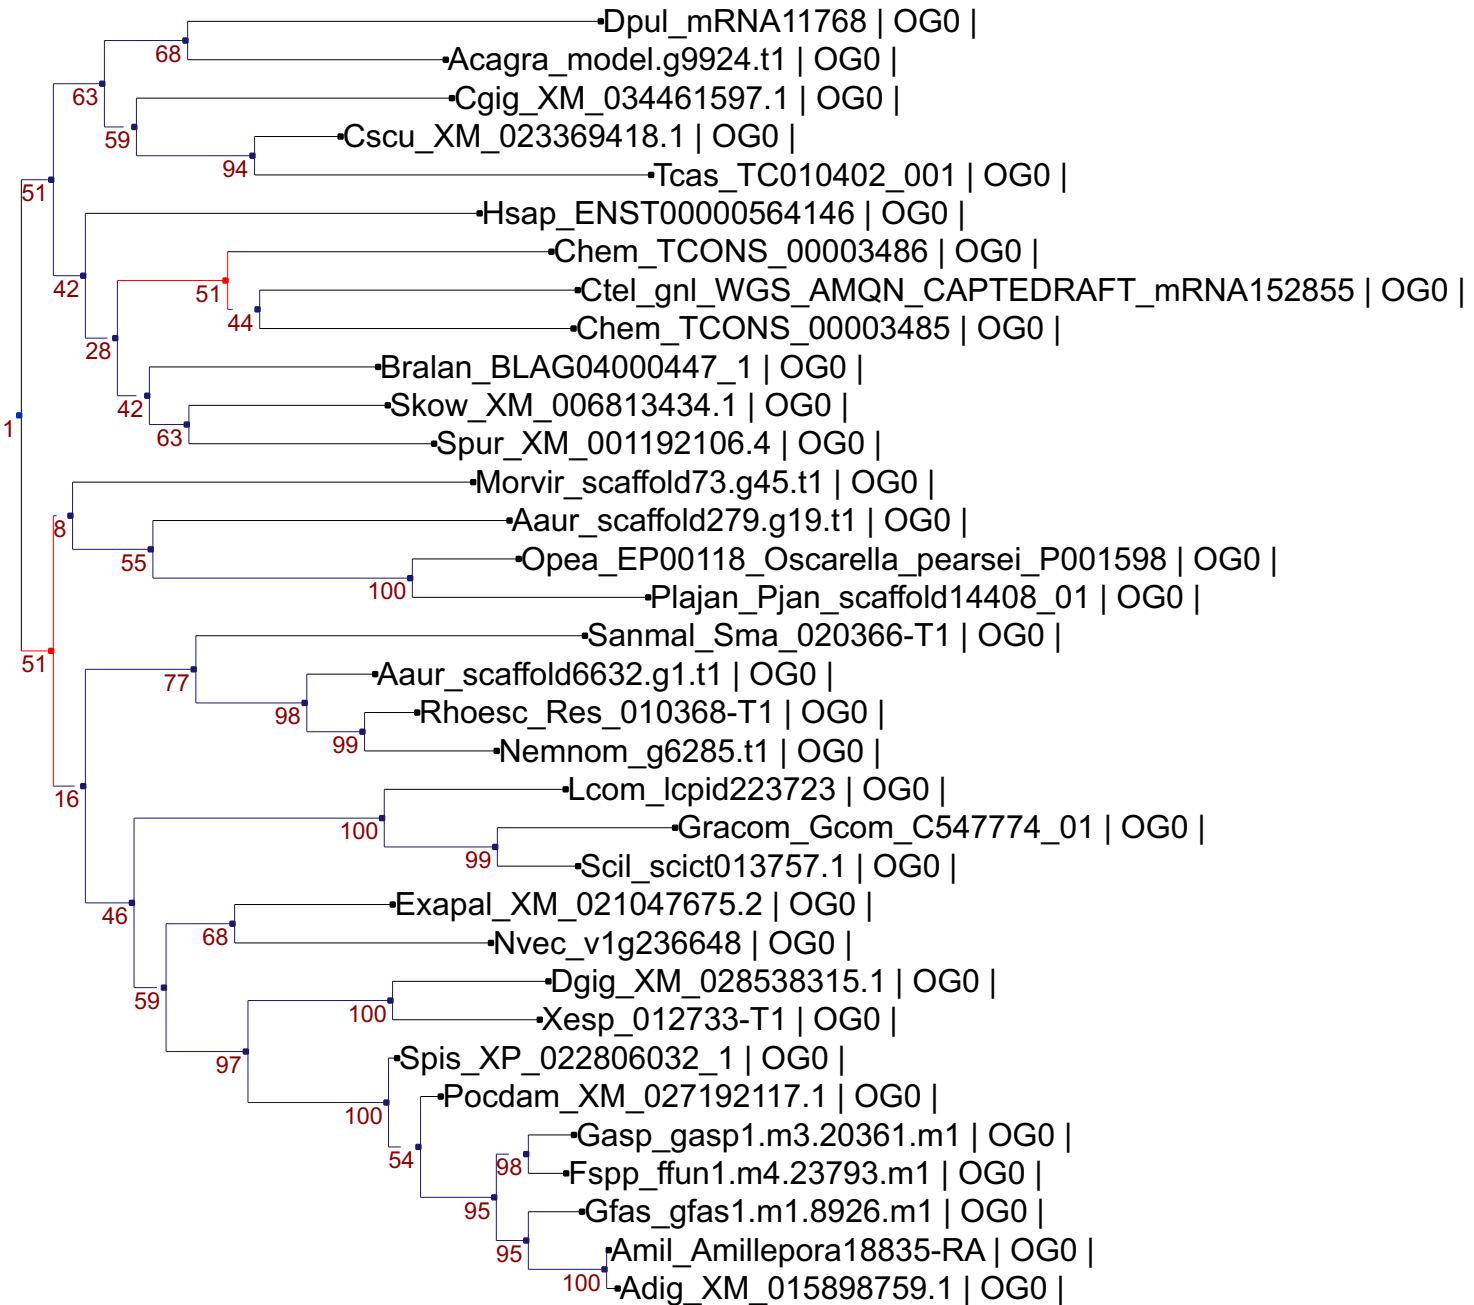 Dpul_mRNA11768 | OG0 |
68
Acagra_model.g9924.t1 | OG0 |
63
Cgig_XM_034461597.1 | OG0 |
59
Cscu_XM_023369418.1 | OG0 |
94
Tcas_TC010402_001 | OG0 |
51
Hsap_ENST00000564146 | OG0 |
Chem_TCONS_00003486 | OG0 |
42
51
Ctel_gnl_WGS_AMQN_CAPTEDRAFT_mRNA152855 | OG0 |
44
Chem_TCONS_00003485 | OG0 |
28
Bralan_BLAG04000447_1 | OG0 |
42
Skow_XM_006813434.1 | OG0 |
1
63
Spur_XM_001192106.4 | OG0 |
Morvir_scaffold73.g45.t1 | OG0 |
8
Aaur_scaffold279.g19.t1 | OG0 |
55
Opea_EP00118_Oscarella_pearsei_P001598 | OG0 |
100
Plajan_Pjan_scaffold14408_01 | OG0 |
Sanmal_Sma_020366-T1 | OG0 |
51
77
Aaur_scaffold6632.g1.t1 | OG0 |
98
Rhoesc_Res_010368-T1 | OG0 |
99
Nemnom_g6285.t1 | OG0 |
Lcom_lcpid223723 | OG0 |
16
100
Gracom_Gcom_C547774_01 | OG0 |
99
Scil_scict013757.1 | OG0 |
Exapal_XM_021047675.2 | OG0 |
46
68
Nvec_v1g236648 | OG0 |
Dgig_XM_028538315.1 | OG0 |
59
100
Xesp_012733-T1 | OG0 |
Spis_XP_022806032_1 | OG0 |
97
Pocdam_XM_027192117.1 | OG0 |
100
Gasp_gasp1.m3.20361.m1 | OG0 |
54
98
Fspp_ffun1.m4.23793.m1 | OG0 |
95
Gfas_gfas1.m1.8926.m1 | OG0 |
95
Amil_Amillepora18835-RA | OG0 |
100
Adig_XM_015898759.1 | OG0 |